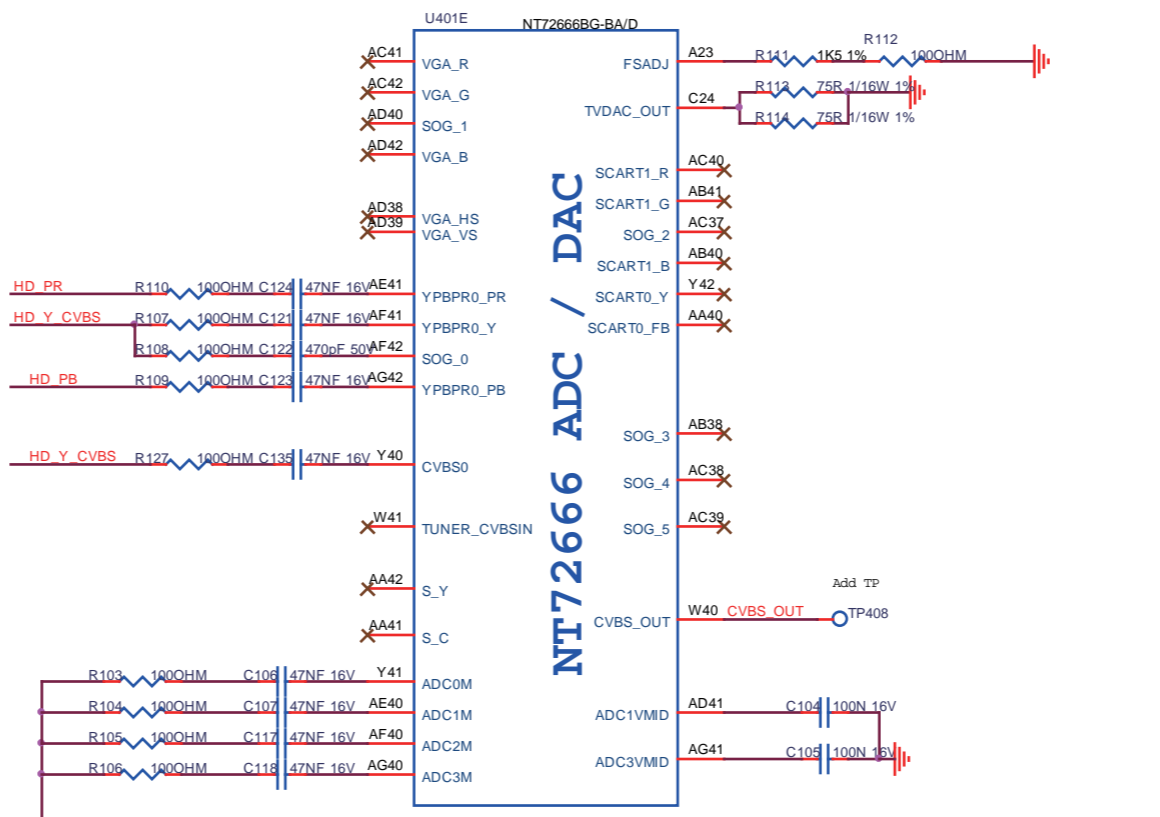 U401E
NT72666BG-BA/D
AC41
VGA_R
AC42
VGA_G
AD40
SOG_1
AD42
VGA_B
AD38
VGA_HS
AD39
VGA_VS
HD_PR R110 100OHM C124 47NF 16V AE41
YPBPR0_PR
HD_Y_CVBS R107 100OHM C121 47NF 16V AF41
YPBPR0_Y
R108 100OHM C122 470pF 50V AF42
SOG_0
HD_PB R109 100OHM C123 47NF 16V AG42
YPBPR0_PB
HD_Y_CVBS R127 100OHM C135 47NF 16V Y40
CVBS0
W41
TUNER_CVBSIN
AA42
S_Y
AA41
S_C
R103 100OHM C106 47NF 16V Y41
ADC0M
R104 100OHM C107 47NF 16V AE40
ADC1M
R105 100OHM C117 47NF 16V AF40
ADC2M
R106 100OHM C118 47NF 16V AG40
ADC3M
NT72666 ADC / DAC
R112
A23 R111 1K5 1% 100OHM
FSADJ
R113 75R 1/16W 1%
C24
TVDAC_OUT
R114 75R 1/16W 1%
AC40
SCART1_R
AB41
SCART1_G
AC37
SOG_2
AB40
SCART1_B
Y42
SCART0_Y
AA40
SCART0_FB
AB38
SOG_3
AC38
SOG_4
AC39
SOG_5
Add TP
W40 CVBS_OUT TP408
CVBS_OUT
AD41 C104 100N 16V
ADC1VMID
AG41 C105 100N 16V
ADC3VMID